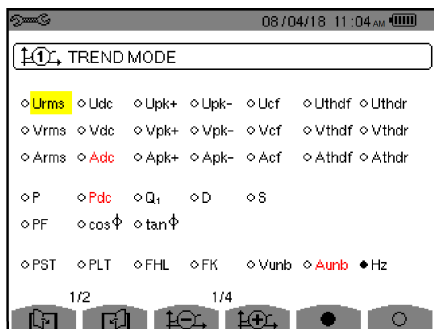 08/04/18 11:04 AM
1 TREND MODE
Urms Udc Upk+ Upk- Ucf Uthdf Uthdr
Vrms Vdc Vpk+ Vpk- Vcf Vthdf Vthdr
Arms Adc Apk+ Apk- Acf Athdf Athdr
P Pdc Q₁ D S
PF cosΦ tanΦ
PST PLT FHL FK Vunb Aunb Hz
1/2 1/4